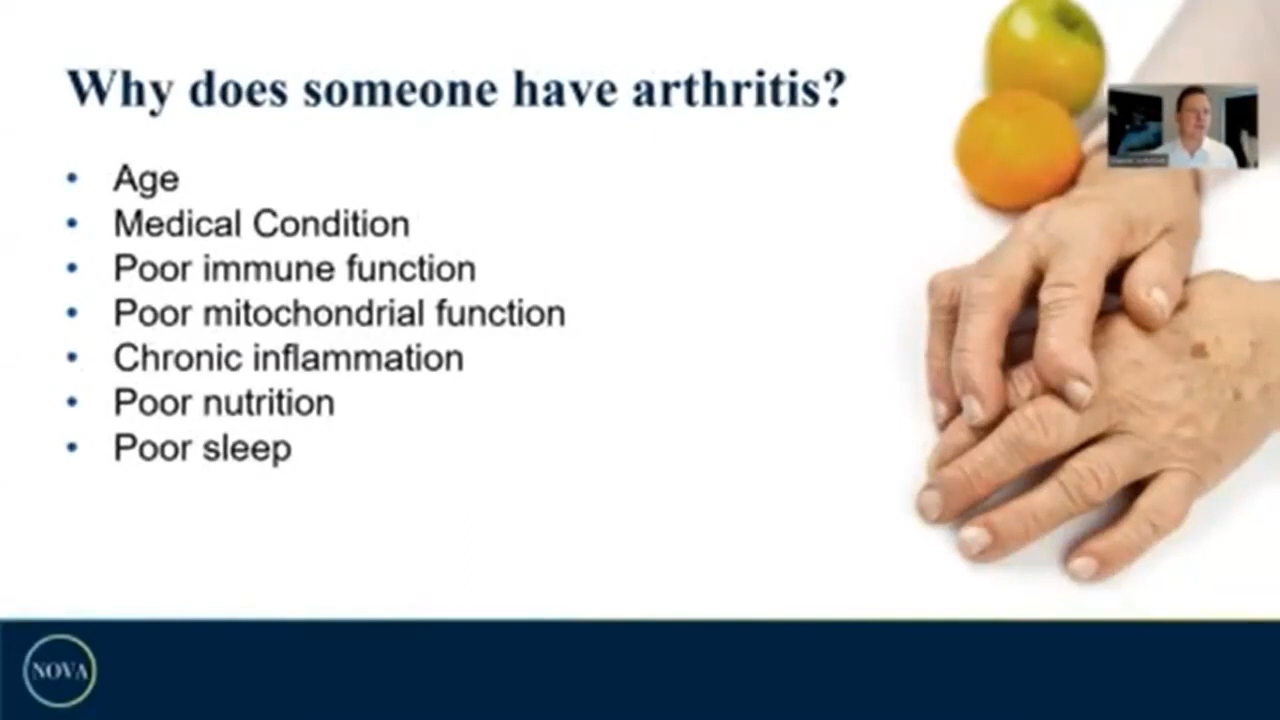 Why does someone have arthritis?
• Age
• Medical Condition
• Poor immune function
• Poor mitochondrial function
• Chronic inflammation
• Poor nutrition
• Poor sleep
NOVA